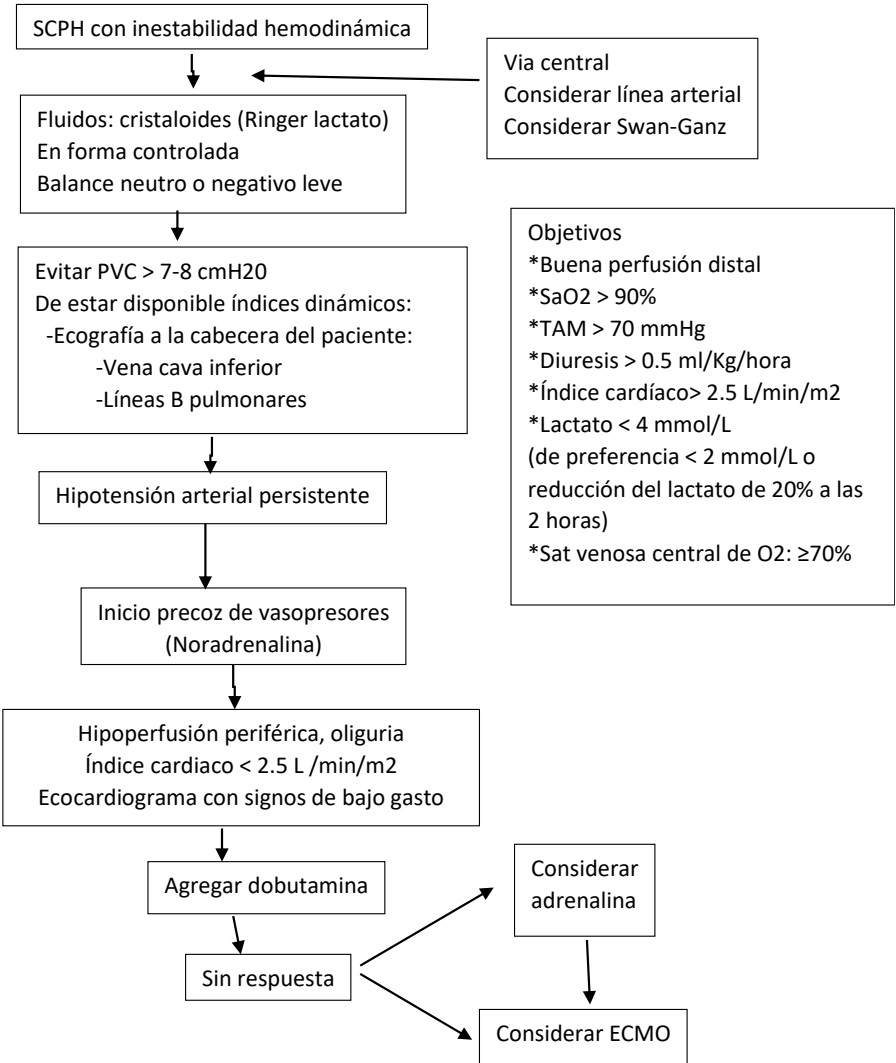 SCPH con inestabilidad hemodinámica
Via central
Considerar línea arterial
Considerar Swan-Ganz
Fluidos: cristaloides (Ringer lactato)
En forma controlada
Balance neutro o negativo leve
Evitar PVC > 7-8 cmH20
De estar disponible índices dinámicos:
-Ecografía a la cabecera del paciente:
-Vena cava inferior
-Líneas B pulmonares
Objetivos
*Buena perfusión distal
*SaO2 > 90%
*TAM > 70 mmHg
*Diuresis > 0.5 ml/Kg/hora
*Índice cardíaco> 2.5 L/min/m2
*Lactato < 4 mmol/L
(de preferencia < 2 mmol/L o
reducción del lactato de 20% a las
2 horas)
*Sat venosa central de O2: ≥70%
Hipotensión arterial persistente
Inicio precoz de vasopresores
(Noradrenalina)
Hipoperfusión periférica, oliguria
Índice cardiaco < 2.5 L /min/m2
Ecocardiograma con signos de bajo gasto
Agregar dobutamina
Considerar
adrenalina
Sin respuesta
Considerar ECMO